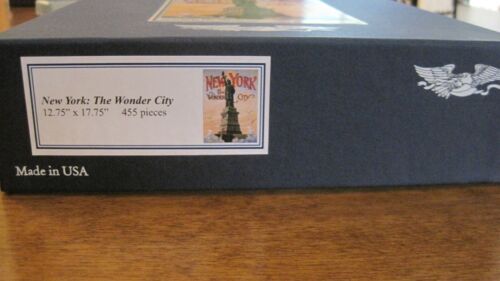 New York: The Wonder City
12.75" x 17.75" 455 pieces
NEW YORK
The
WONDER CITY
Made in USA